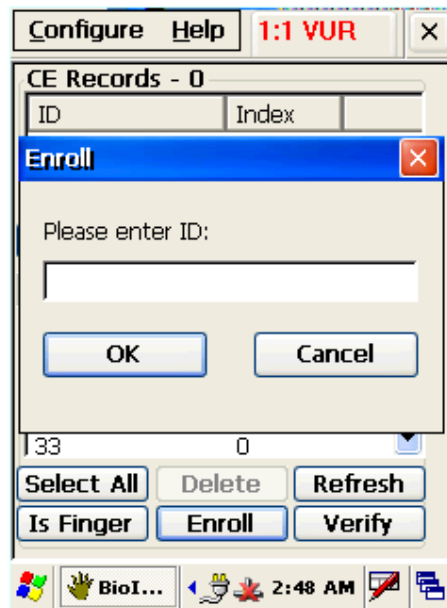 Configure Help 1:1 VUR
CE Records - 0
ID Index
Enroll
Please enter ID:
OK Cancel
33 0
Select All Delete Refresh
Is Finger Enroll Verify
BioI... 2:48 AM